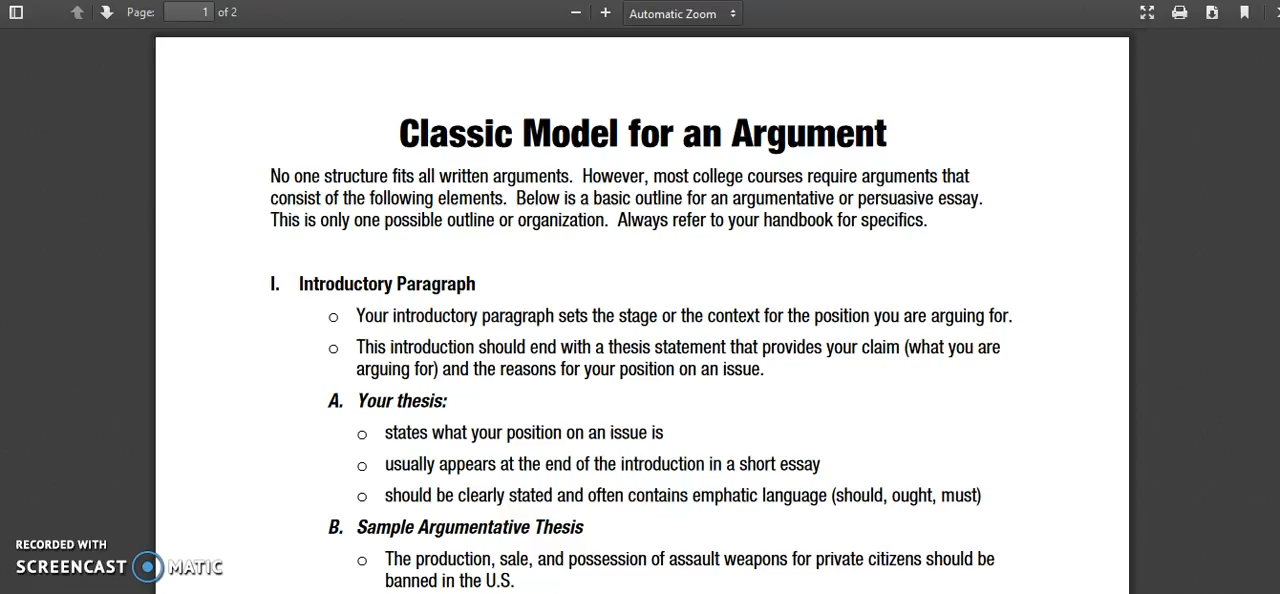 Page: 1 of 2 Automatic Zoom
Classic Model for an Argument
No one structure fits all written arguments. However, most college courses require arguments that
consist of the following elements. Below is a basic outline for an argumentative or persuasive essay.
This is only one possible outline or organization. Always refer to your handbook for specifics.
I. Introductory Paragraph
o Your introductory paragraph sets the stage or the context for the position you are arguing for.
o This introduction should end with a thesis statement that provides your claim (what you are
arguing for) and the reasons for your position on an issue.
A. Your thesis:
o states what your position on an issue is
o usually appears at the end of the introduction in a short essay
o should be clearly stated and often contains emphatic language (should, ought, must)
B. Sample Argumentative Thesis
o The production, sale, and possession of assault weapons for private citizens should be
banned in the U.S.
RECORDED WITH
SCREENCAST MATIC